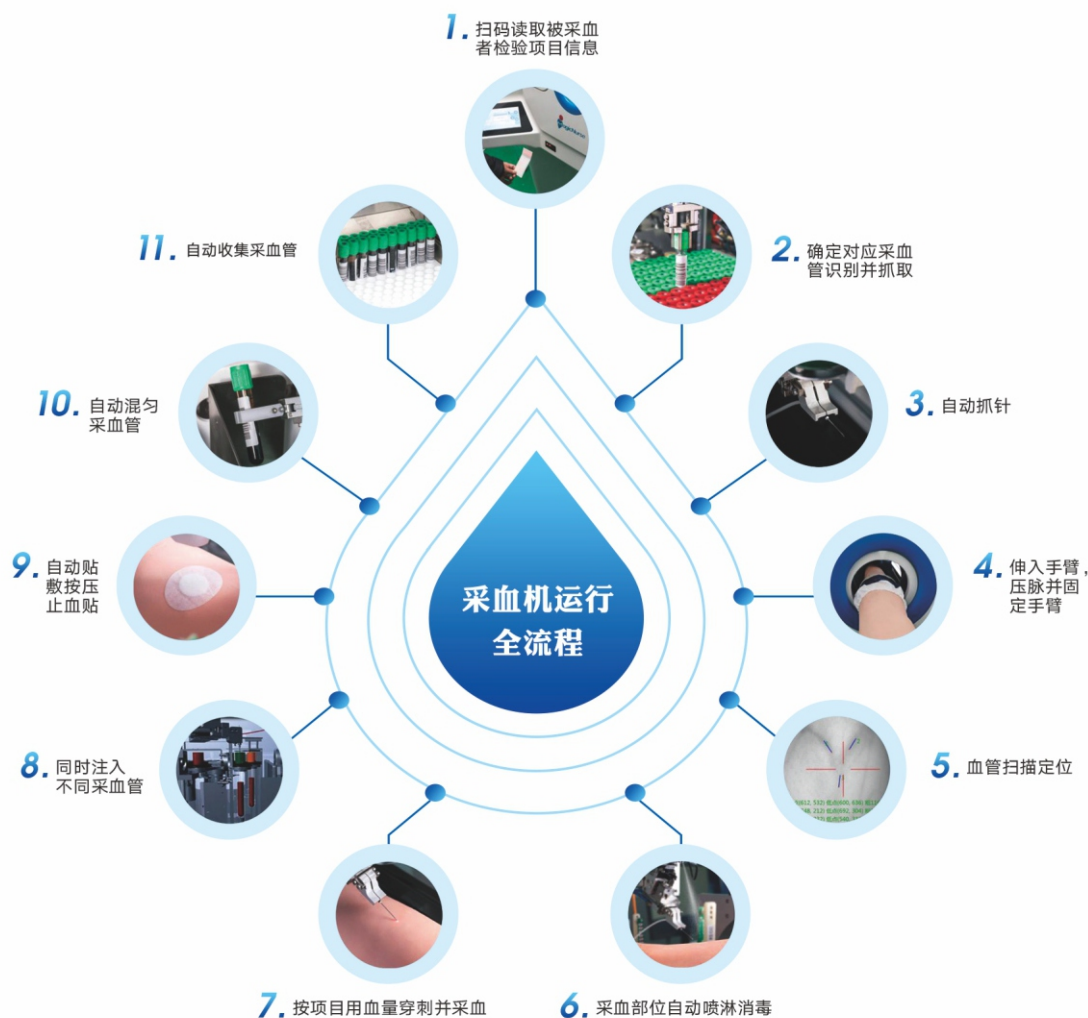 1. 扫码读取被采血
者检验项目信息
2. 确定对应采血
管识别并抓取
3. 自动抓针
4. 伸入手臂，
压脉并固
定手臂
5. 血管扫描定位
6. 采血部位自动喷淋消毒
7. 按项目用血量穿刺并采血
8. 同时注入
不同采血管
9. 自动贴
敷按压
止血贴
10. 自动混匀
采血管
11. 自动收集采血管
采血机运行
全流程